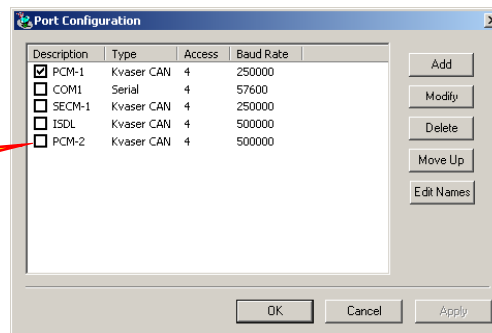 Port Configuration
Description Type Access Baud Rate
PCM-1 Kvaser CAN 4 250000
COM1 Serial 4 57600
SECM-1 Kvaser CAN 4 250000
ISDL Kvaser CAN 4 500000
PCM-2 Kvaser CAN 4 500000
Add
Modify
Delete
Move Up
Edit Names
OK Cancel Apply